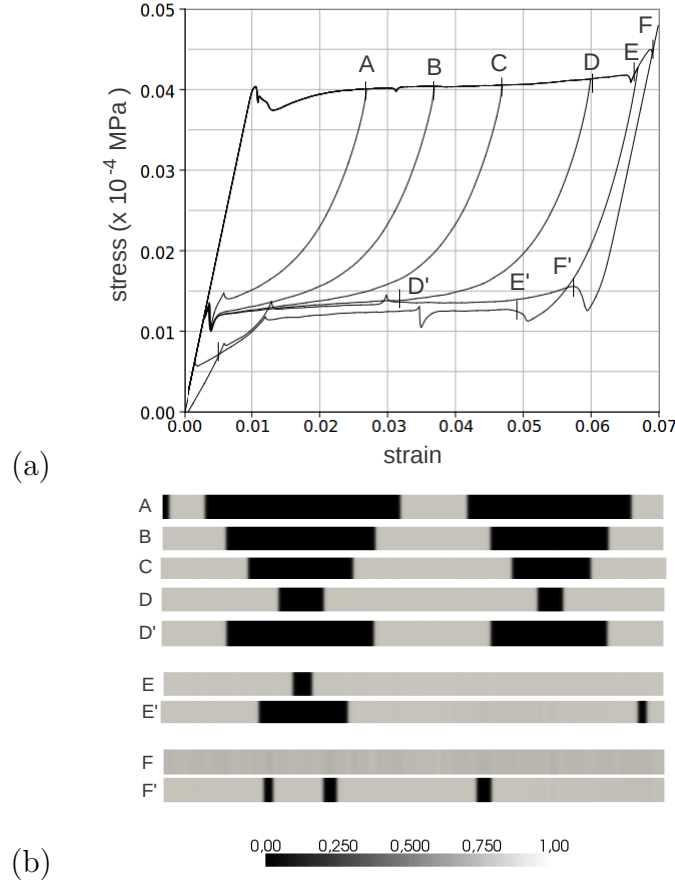 0.05
F
E
A
B
C
D
0.04
0.03
stress (x 10 -4 MPa)
0.02
F'
D'
E'
0.01
0.00
0.00 0.01 0.02 0.03 0.04 0.05 0.06 0.07
strain
(a)
A
B
C
D
D'
E
E'
F
F'
0,00 0,250 0,500 0,750 1,00
(b)